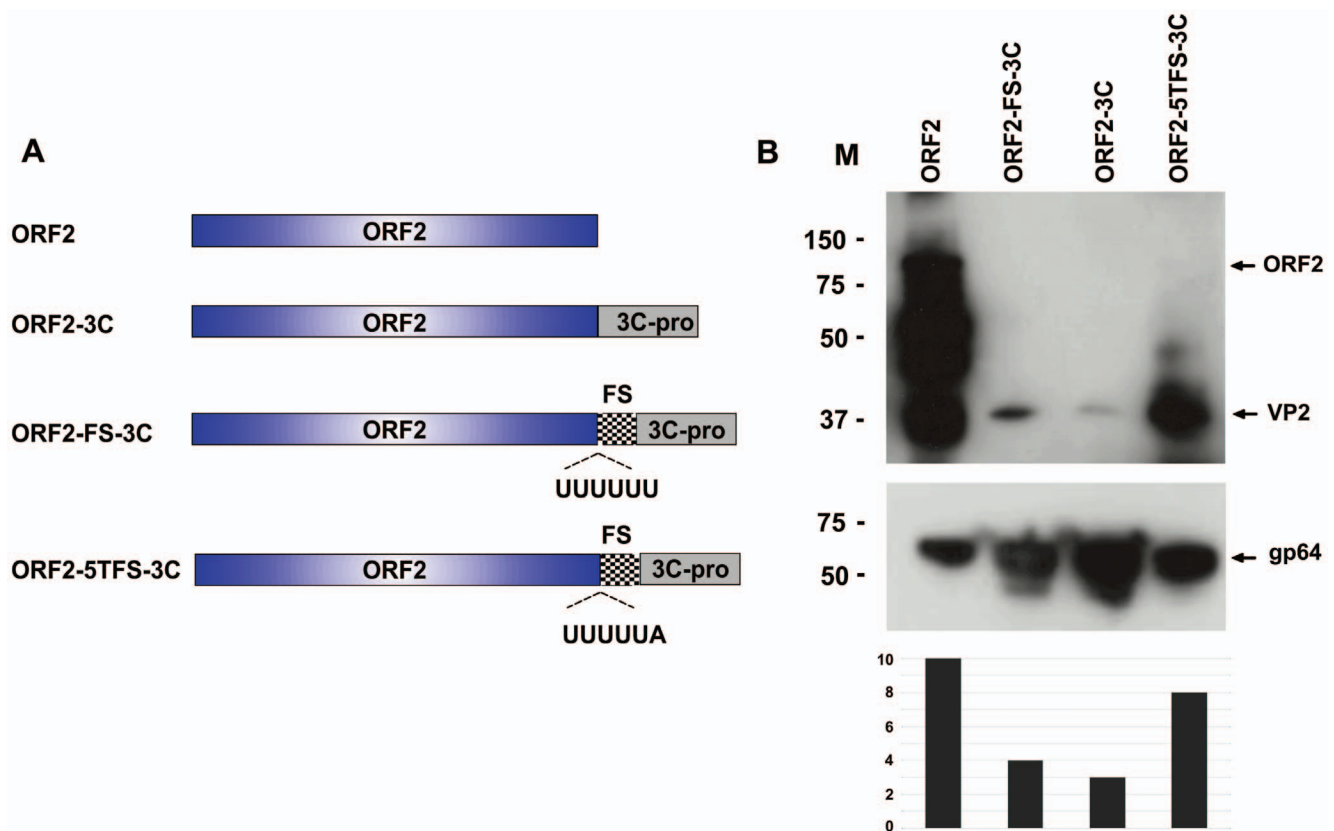 A
ORF2
ORF2
ORF2-3C
ORF2
3C-pro
FS
ORF2-FS-3C
ORF2
3C-pro
UUUUUU
FS
ORF2-5TFS-3C
ORF2
3C-pro
UUUUUA
B
M
ORF2
ORF2-FS-3C
ORF2-3C
ORF2-5TFS-3C
150 -
75 -
50 -
37 -
ORF2
VP2
75 -
50 -
gp64
10
8
6
4
2
0